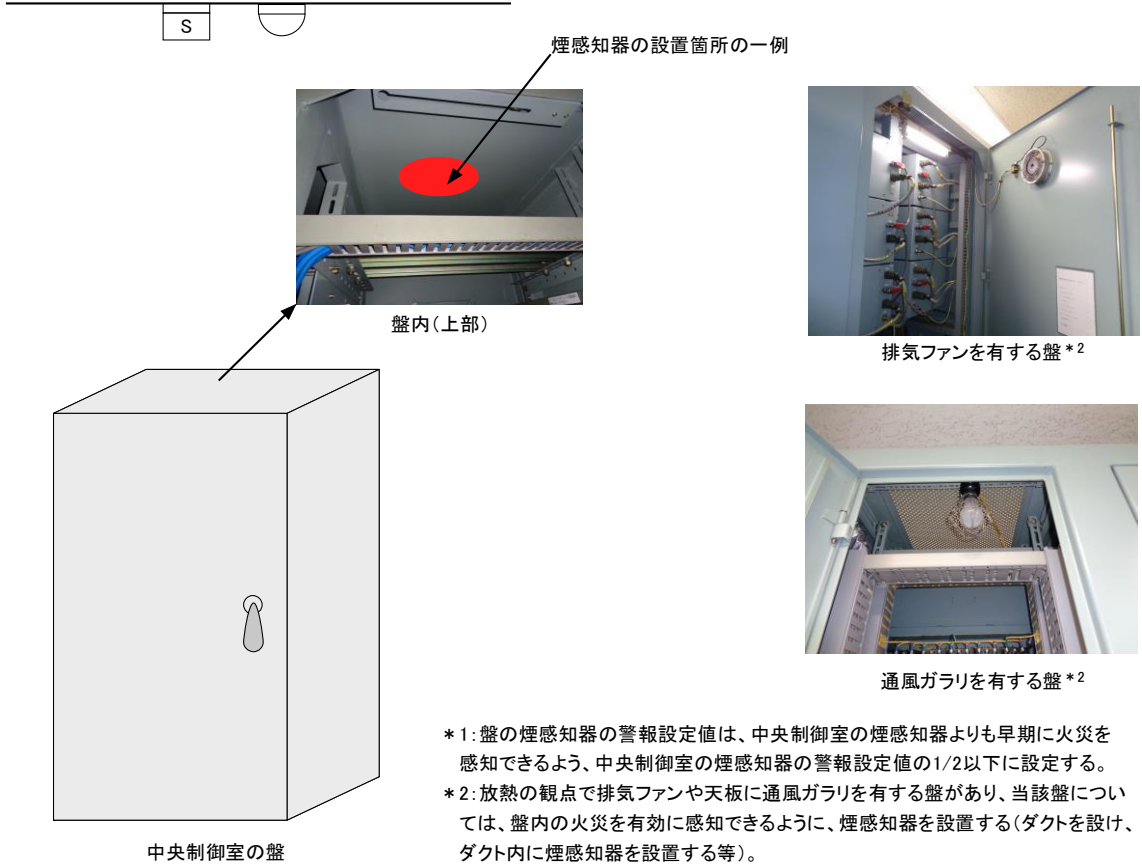 S
煙感知器の設置箇所の一例
盤内(上部)
排気ファンを有する盤*2
通風ガラリを有する盤*2
*1:盤の煙感知器の警報設定値は、中央制御室の煙感知器よりも早期に火災を
感知できるよう、中央制御室の煙感知器の警報設定値の1/2以下に設定する。
*2:放熱の観点で排気ファンや天板に通風ガラリを有する盤があり、当該盤につい
ては、盤内の火災を有効に感知できるように、煙感知器を設置する(ダクトを設け、
ダクト内に煙感知器を設置する等)。
中央制御室の盤